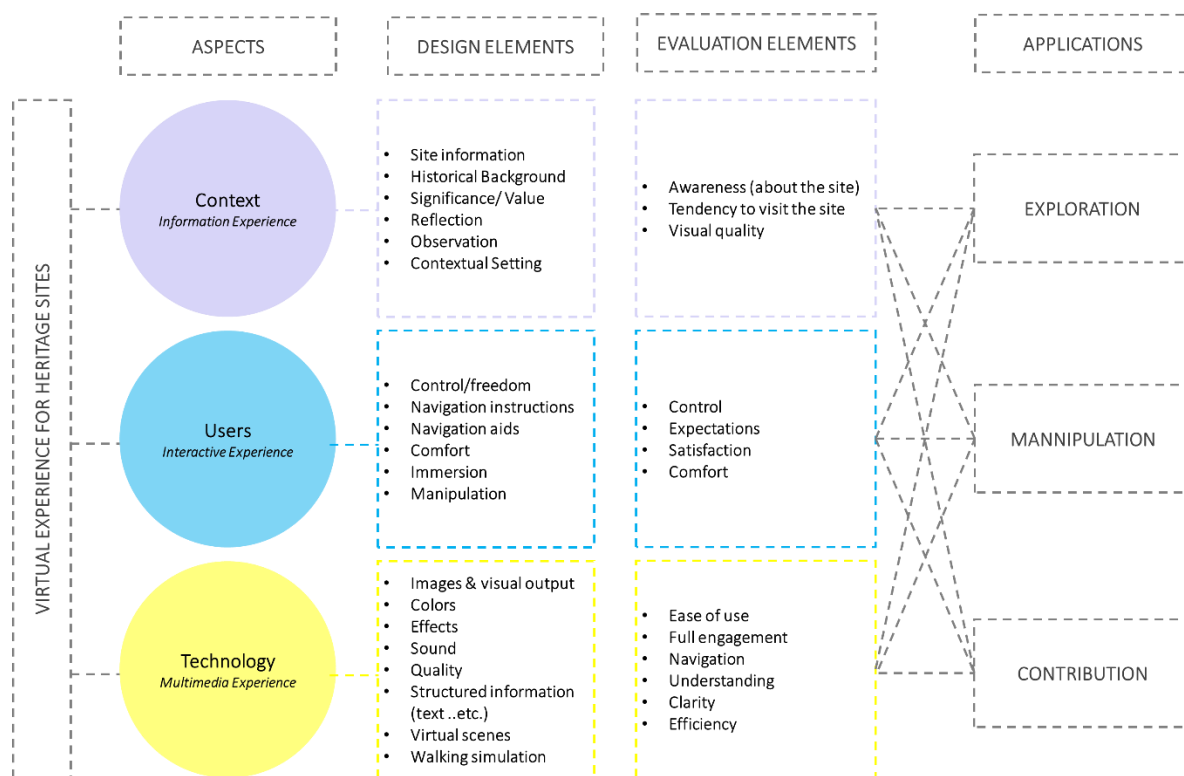 ASPECTS
DESIGN ELEMENTS
EVALUATION ELEMENTS
APPLICATIONS
VIRTUAL EXPERIENCE FOR HERITAGE SITES
Context
Information Experience
• Site information
• Historical Background
• Significance/ Value
• Reflection
• Observation
• Contextual Setting
• Awareness (about the site)
• Tendency to visit the site
• Visual quality
EXPLORATION
Users
Interactive Experience
• Control/freedom
• Navigation instructions
• Navigation aids
• Comfort
• Immersion
• Manipulation
• Control
• Expectations
• Satisfaction
• Comfort
MANNIPULATION
Technology
Multimedia Experience
• Images & visual output
• Colors
• Effects
• Sound
• Quality
• Structured information
(text ..etc.)
• Virtual scenes
• Walking simulation
• Ease of use
• Full engagement
• Navigation
• Understanding
• Clarity
• Efficiency
CONTRIBUTION